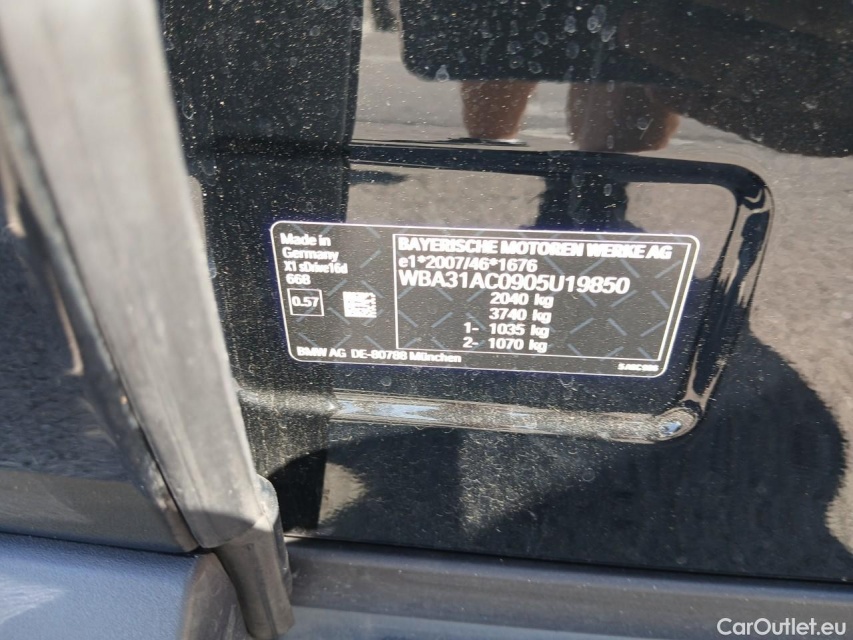 Made in
Germany
X1 sDrive16d
668
0.57
BAYERISCHE MOTOREN WERKE AG
e1*2007/46*1676
WBA31AC0905U19850
2040 kg
3740 kg
1- 1035 kg
2- 1070 kg
BMW AG DE-80788 München
CarOutlet.eu